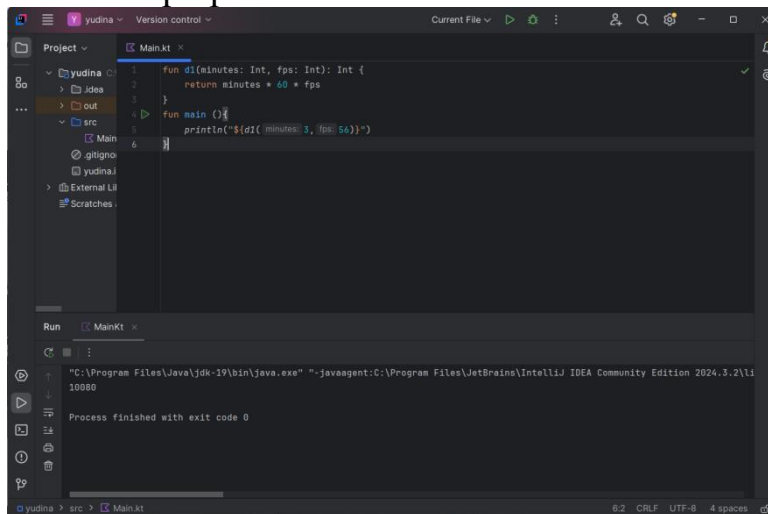 Y yudina Version control Current File
Project
Main.kt
yudina C:\
.idea
out
src
Main
.gitigno
yudina.i
External Lil
Scratches
1 fun d1(minutes: Int, fps: Int): Int {
2 return minutes * 60 * fps
3 }
4 fun main (){
5 println("${d1( minutes: 3, fps: 56)}")
6 }
Run MainKt
"C:\Program Files\Java\jdk-19\bin\java.exe" "-javaagent:C:\Program Files\JetBrains\IntelliJ IDEA Community Edition 2024.3.2\li
10080
Process finished with exit code 0
yudina > src > Main.kt 6:2 CRLF UTF-8 4 spaces